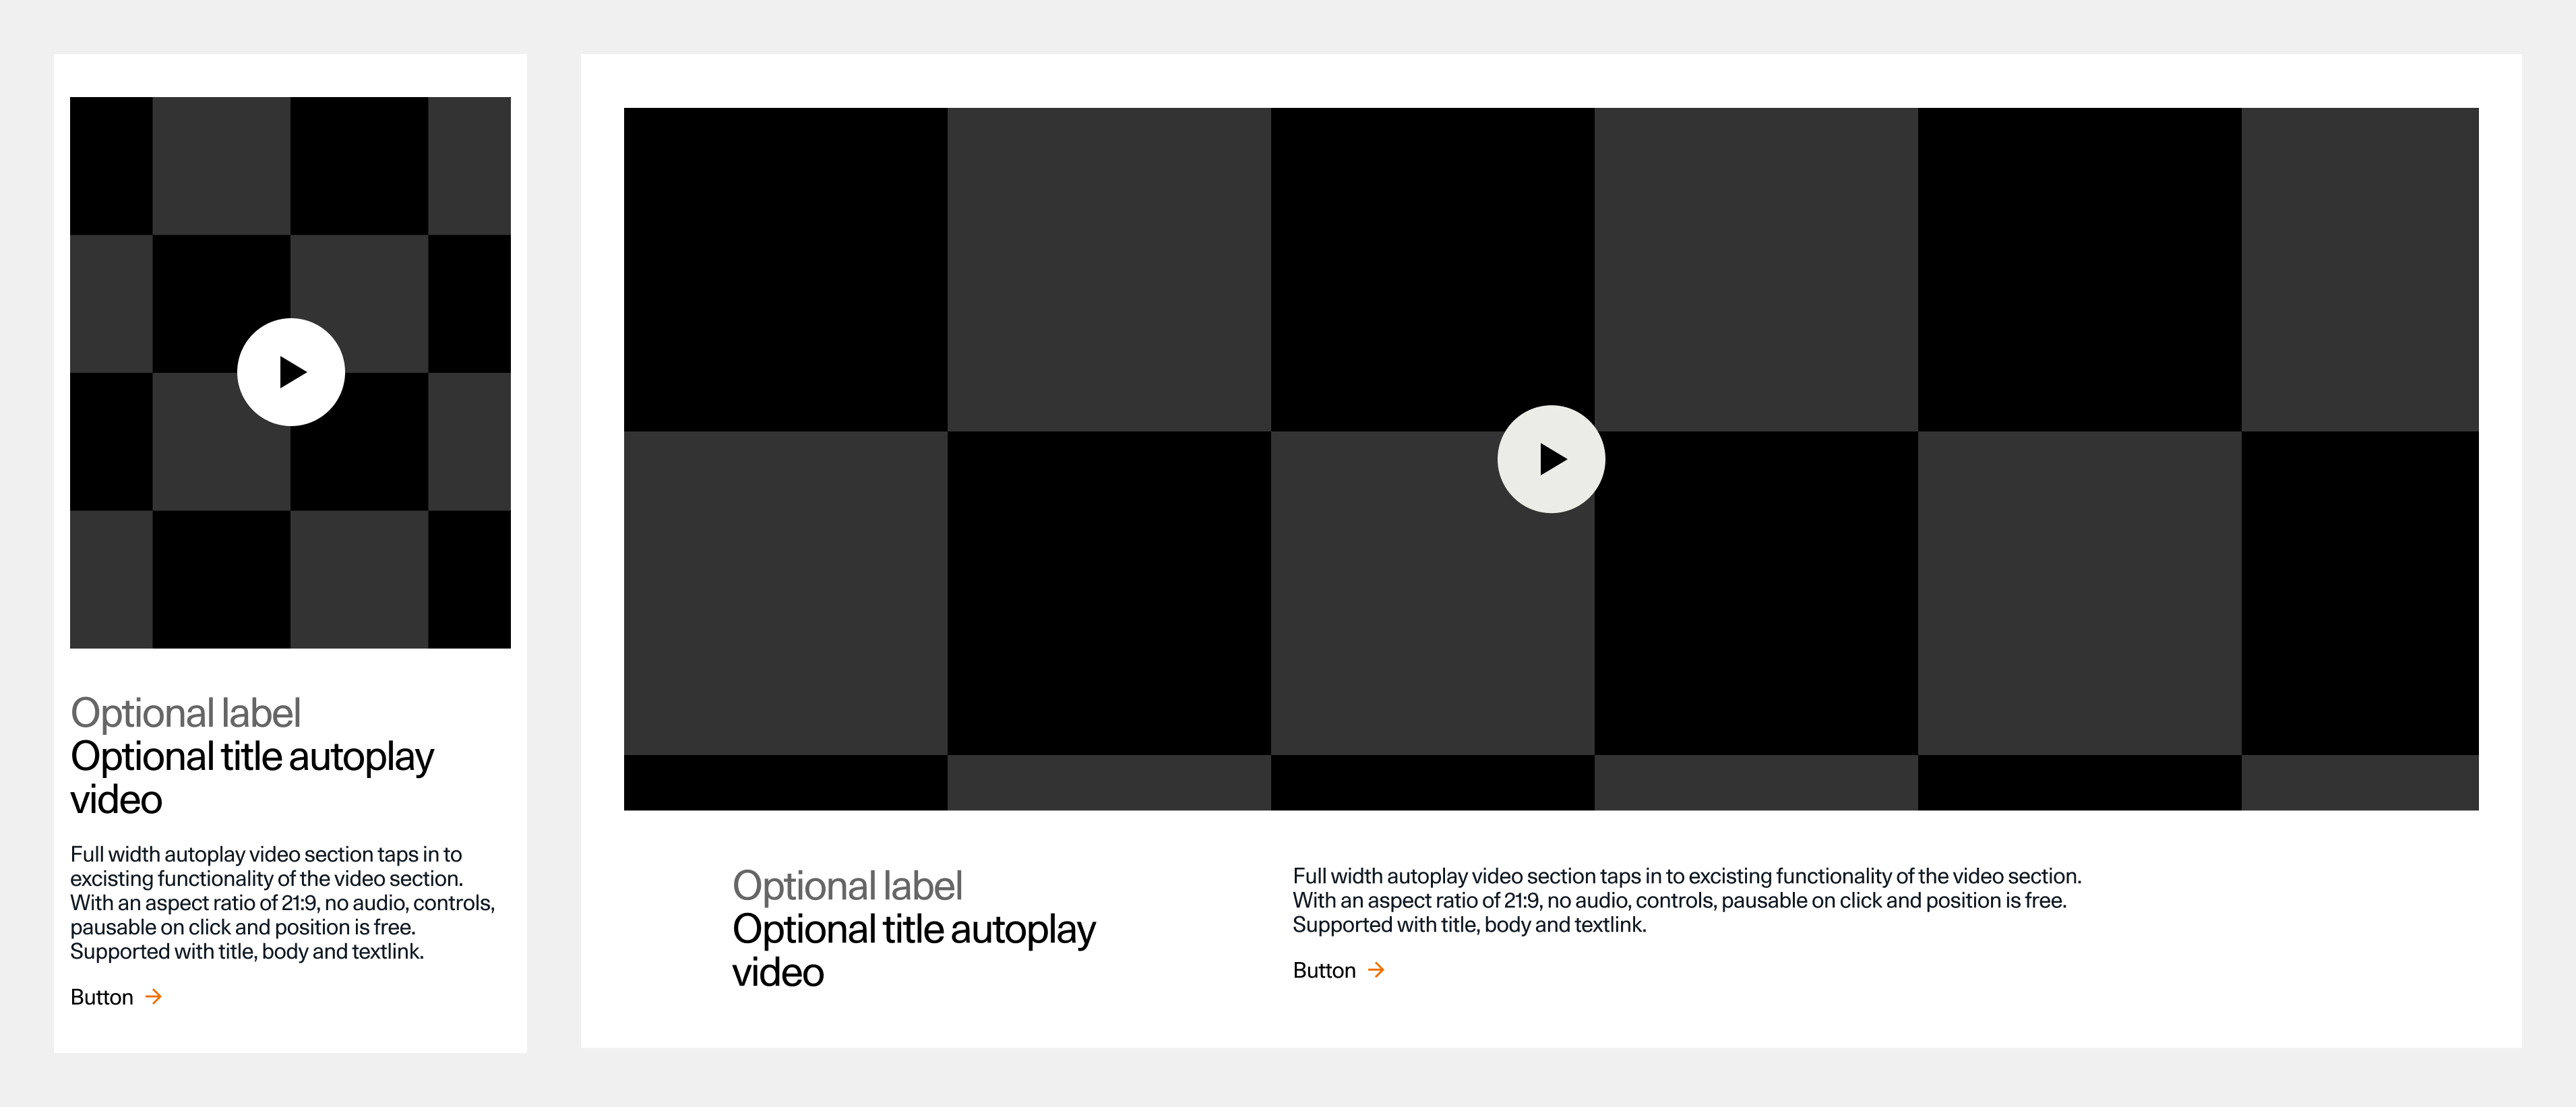 Optional label
Optional title autoplay
video
Full width autoplay video section taps in to
excisting functionality of the video section.
With an aspect ratio of 21:9, no audio, controls,
pausable on click and position is free.
Supported with title, body and textlink.
Button
Optional label
Optional title autoplay
video
Full width autoplay video section taps in to excisting functionality of the video section.
With an aspect ratio of 21:9, no audio, controls, pausable on click and position is free.
Supported with title, body and textlink.
Button